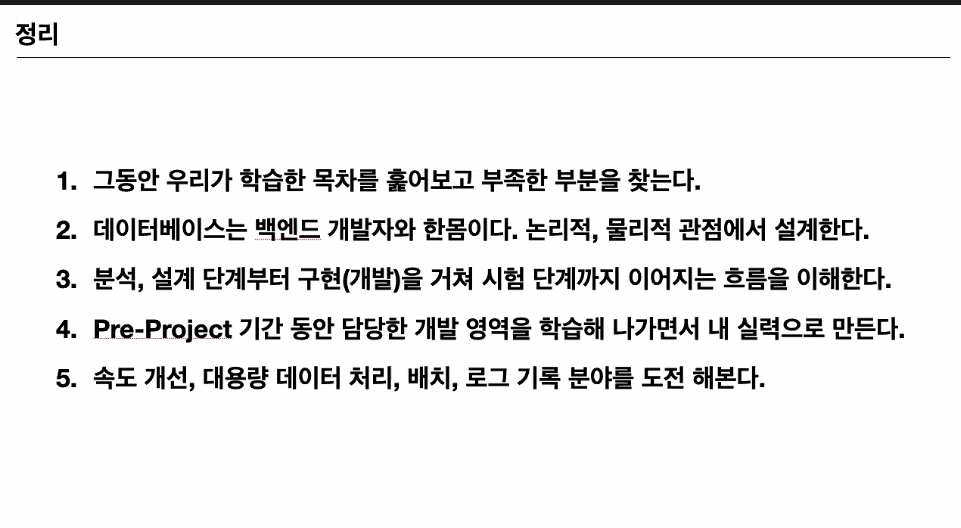 정리
1. 그동안 우리가 학습한 목차를 훑어보고 부족한 부분을 찾는다.
2. 데이터베이스는 백엔드 개발자와 한몸이다. 논리적, 물리적 관점에서 설계한다.
3. 분석, 설계 단계부터 구현(개발)을 거쳐 시험 단계까지 이어지는 흐름을 이해한다.
4. Pre-Project 기간 동안 담당한 개발 영역을 학습해 나가면서 내 실력으로 만든다.
5. 속도 개선, 대용량 데이터 처리, 배치, 로그 기록 분야를 도전 해본다.